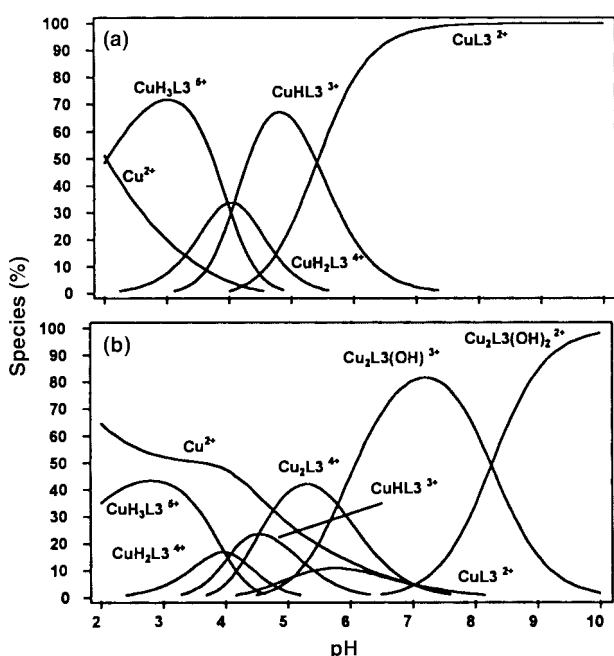 (a)
100
90
80
70
60
50
40
30
20
10
0
CuH₃L3 ⁵⁺
Cu²⁺
CuHL3 ³⁺
CuH₂L3 ⁴⁺
CuL3 ²⁺
Species (%)
(b)
100
90
80
70
60
50
40
30
20
10
0
Cu²⁺
CuH₃L3 ⁵⁺
CuH₂L3 ⁴⁺
Cu₂L3 ⁴⁺
Cu₂L3(OH) ³⁺
CuHL3 ³⁺
Cu₂L3(OH)₂ ²⁺
CuL3 ²⁺
2 3 4 5 6 7 8 9 10
pH